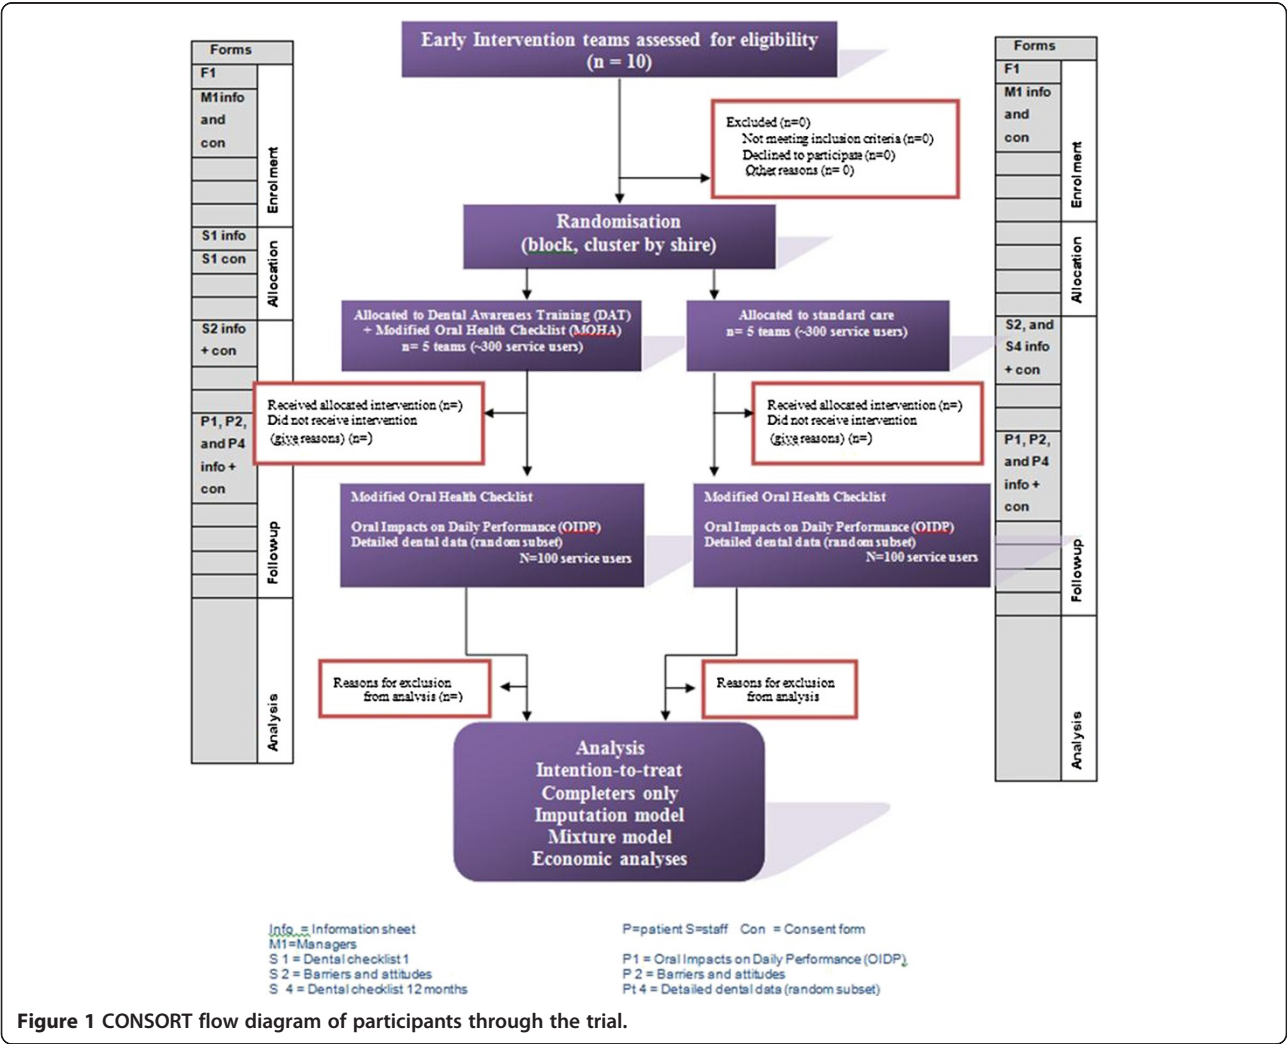 Early Intervention teams assessed for eligibility
(n = 10)
Forms
F1
M1info
and
con
Enrolment
S1 info
S1 con
Allocation
S2 info
+ con
P1, P2,
and P4
info +
con
Followup
Analysis
Excluded (n=0)
Not meeting inclusion criteria (n=0)
Declined to participate (n=0)
Other reasons (n= 0)
Randomisation
(block, cluster by shire)
Allocated to Dental Awareness Training (DAT)
+ Modified Oral Health Checklist (MOHA)
n= 5 teams (~300 service users)
Allocated to standard care
n= 5 teams (~300 service users)
Received allocated intervention (n=)
Did not receive intervention
(give reasons) (n=)
Received allocated intervention (n=)
Did not receive intervention
(give reasons) (n=)
Modified Oral Health Checklist
Oral Impacts on Daily Performance (OIDP)
Detailed dental data (random subset)
N=100 service users
Modified Oral Health Checklist
Oral Impacts on Daily Performance (OIDP)
Detailed dental data (random subset)
N=100 service users
Reasons for exclusion
from analysis (n=)
Reasons for exclusion
from analysis
Analysis
Intention-to-treat
Completers only
Imputation model
Mixture model
Economic analyses
Forms
F1
M1 info
and
con
Enrolment
Allocation
S2, and
S4 info
+ con
P1, P2,
and P4
info +
con
Followup
Analysis
Info = Information sheet
M1=Managers
S 1 = Dental checklist 1
S 2 = Barriers and attitudes
S 4 = Dental checklist 12 months
P=patient S=staff Con = Consent form
P1 = Oral Impacts on Daily Performance (OIDP),
P 2 = Barriers and attitudes
Pt 4 = Detailed dental data (random subset)
Figure 1 CONSORT flow diagram of participants through the trial.